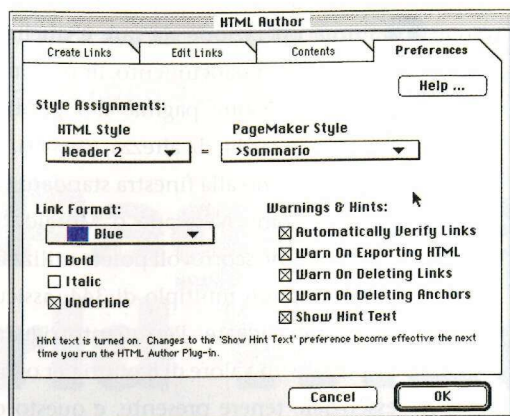 HTML Author
Create Links
Edit Links
Contents
Preferences
Help ...
Style Assignments:
HTML Style
PageMaker Style
Header 2
=
>Sommario
Link Format:
Blue
Bold
Italic
Underline
Warnings & Hints:
Automatically Verify Links
Warn On Exporting HTML
Warn On Deleting Links
Warn On Deleting Anchors
Show Hint Text
Hint text is turned on. Changes to the 'Show Hint Text' preference become effective the next
time you run the HTML Author Plug-in.
Cancel
OK